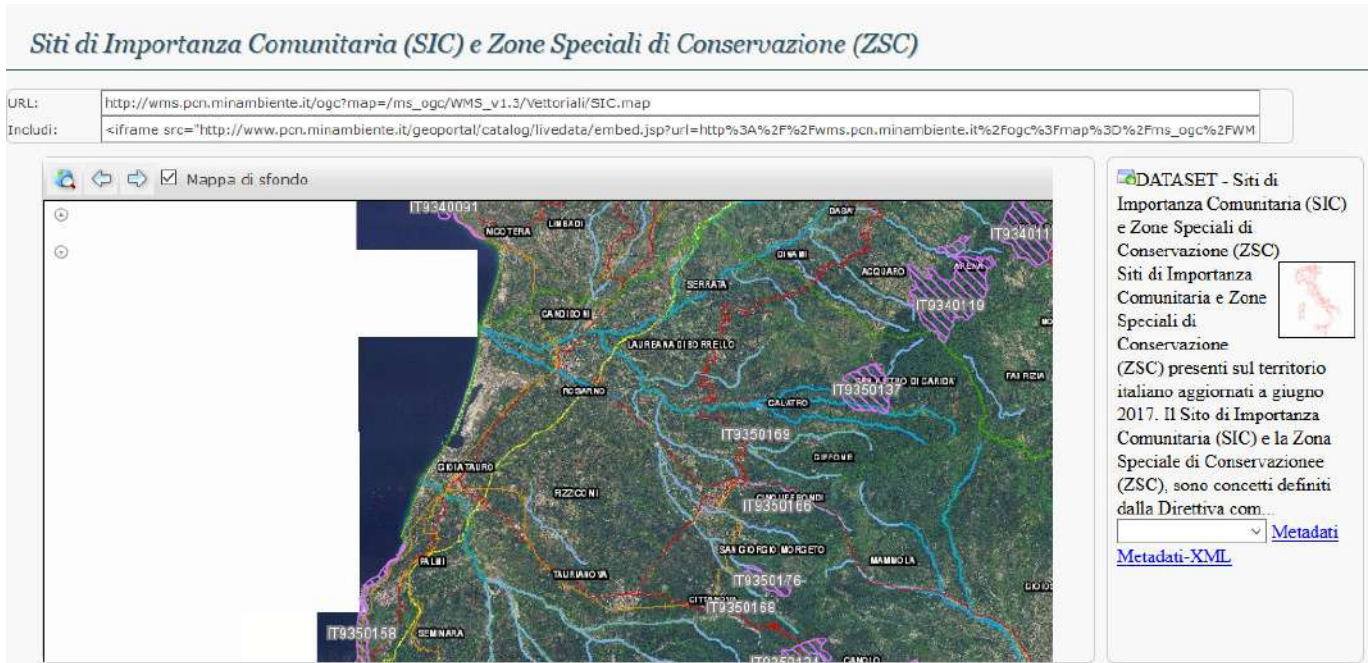 Siti di Importanza Comunitaria (SIC) e Zone Speciali di Conservazione (ZSC)
URL: http://wms.pcn.minambiente.it/ogc?map=/ms_ogc/WMS_v1.3/Vettoriali/SIC.map
Includi: <iframe src="http://www.pcn.minambiente.it/geoportal/catalog/livedata/embed.jsp?url=http%3A%2F%2Fwms.pcn.minambiente.it%2Fogc%3Fmap%3D%2Fms_ogc%2FWM
Mappa di sfondo
IT9340091
NICOTERA
LIMBADI
DASA'
IT934011
DINAMI
ACQUARO
ARENA
SERRATA
IT9340119
CANDIDONI
LAUREANA DI BORRELLO
ROSARNO
IT9350137
FABRIZIA
GALATRO
IT9350169
GIFFONE
GIOIA TAURO
RIZZICONI
CINQUEFRONDI
IT9350166
SAN GIORGIO MORGETO
MAMMOLA
PALMI
TAURIANOVA
IT9350176
CITTANOVA
IT9350168
IT9350158
SEMINARA
CANOLO
DATASET - Siti di
Importanza Comunitaria (SIC)
e Zone Speciali di
Conservazione (ZSC)
Siti di Importanza
Comunitaria e Zone
Speciali di
Conservazione
(ZSC) presenti sul territorio
italiano aggiornati a giugno
2017. Il Sito di Importanza
Comunitaria (SIC) e la Zona
Speciale di Conservazionee
(ZSC), sono concetti definiti
dalla Direttiva com...
Metadati
Metadati-XML